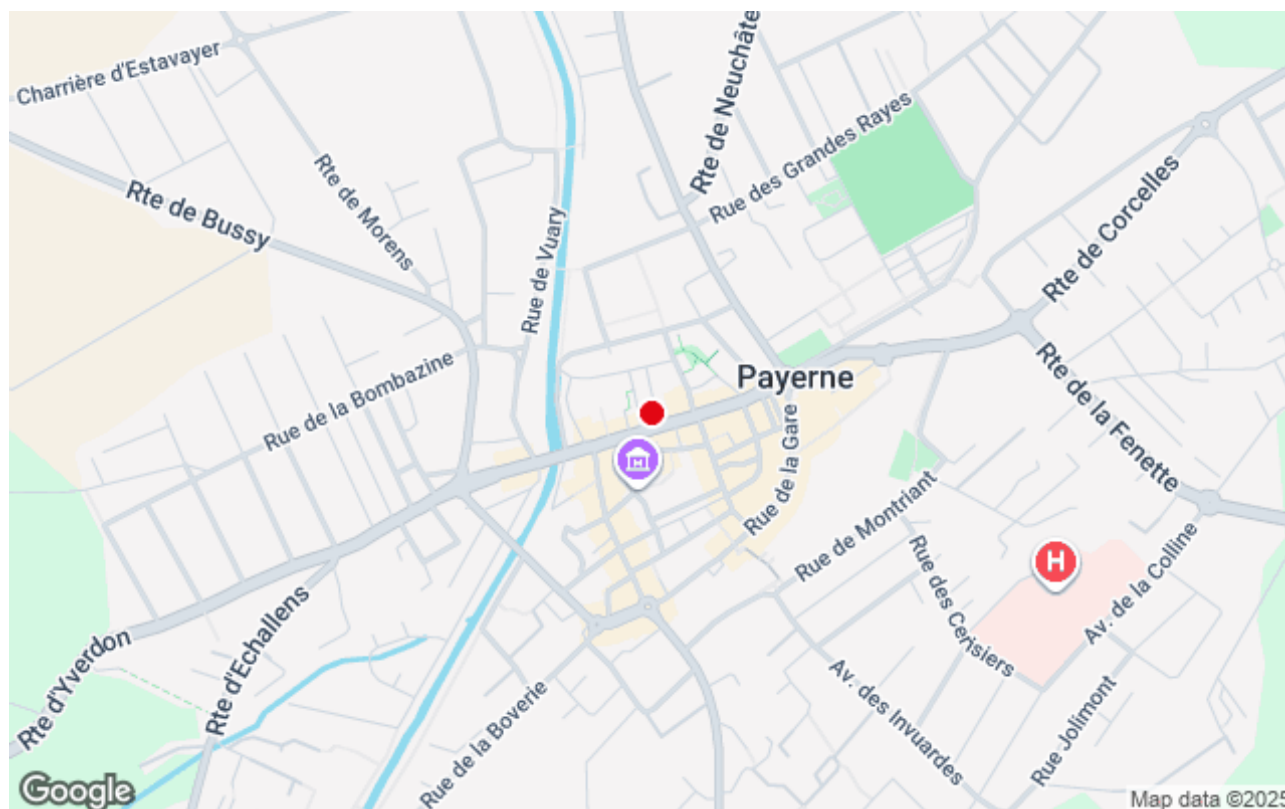 Charrière d'Estavayer
Rte de Neuchâte
Rue des Grandes Rayes
Rte de Morens
Rte de Bussy
Rue de Vuary
Rte de Corcelles
Rue de la Bombazine
Payerne
Rte de la Fenette
Rue de la Gare
Rue de Montriant
H
Rue des Cerisiers
Av. de la Colline
Rte d'Echallens
Rte d'Yverdon
Rue de la Boverie
Av. des Invuardes
Rue Jolimont
Google
Map data ©2025